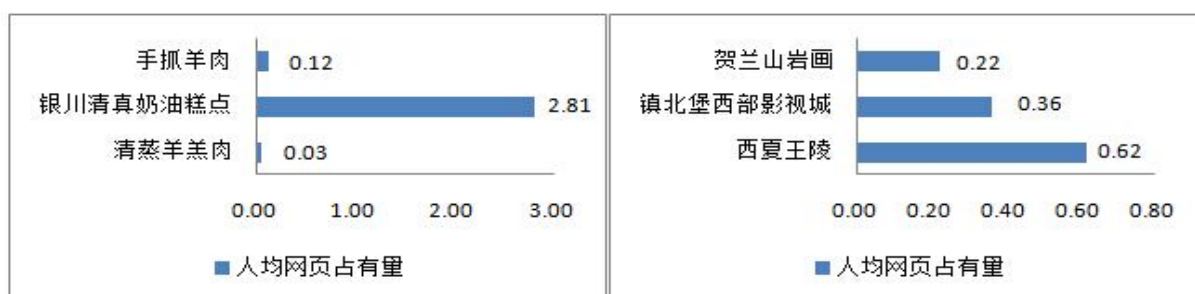 手抓羊肉
0.12
银川清真奶油糕点
2.81
清蒸羊羔肉
0.03
0.00 1.00 2.00 3.00
人均网页占有量
贺兰山岩画
0.22
镇北堡西部影视城
0.36
西夏王陵
0.62
0.00 0.20 0.40 0.60 0.80
人均网页占有量